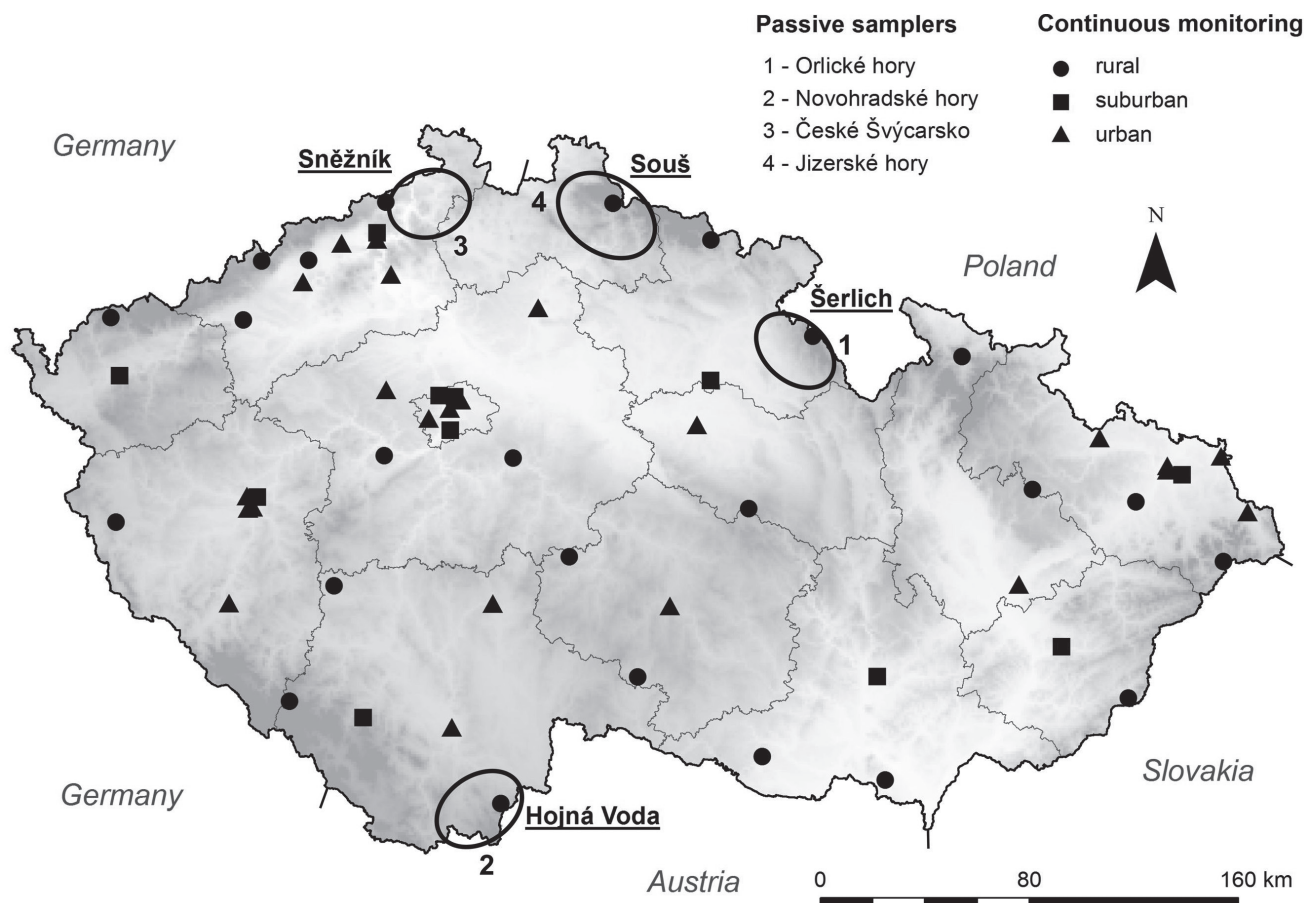 Passive samplers
1 - Orlické hory
2 - Novohradské hory
3 - České Švýcarsko
4 - Jizerské hory
Continuous monitoring
rural
suburban
urban
Germany
Sněžník
Souš
4
3
N
Poland
Šerlich
1
Germany
Slovakia
Hojná Voda
2
Austria
0 80 160 km